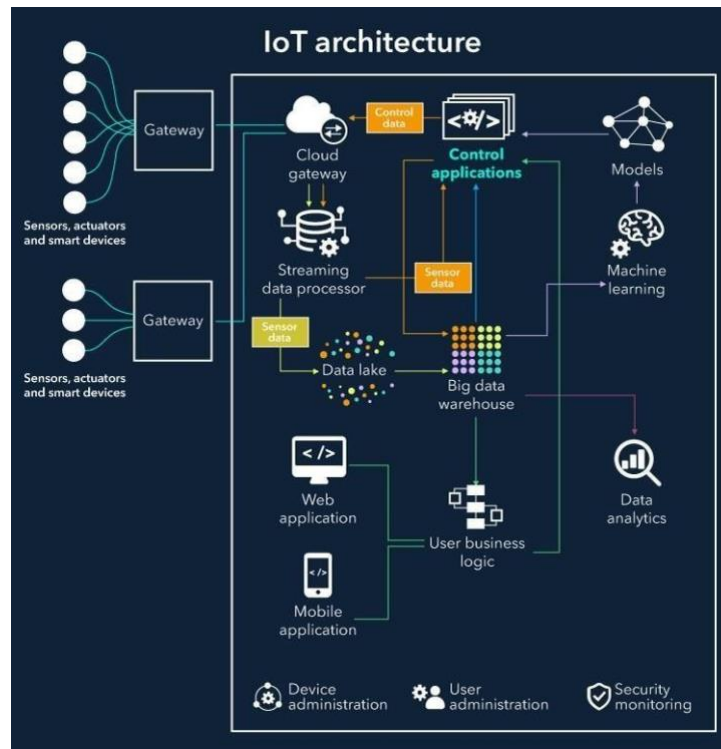 IoT architecture
Gateway
Sensors, actuators
and smart devices
Gateway
Sensors, actuators
and smart devices
Cloud
gateway
Control
data
</>
Control
applications
Models
Streaming
data processor
Sensor
data
Machine
learning
Sensor
data
Data lake
Big data
warehouse
</>
Web
application
User business
logic
Data
analytics
</>
Mobile
application
Device
administration
User
administration
Security
monitoring